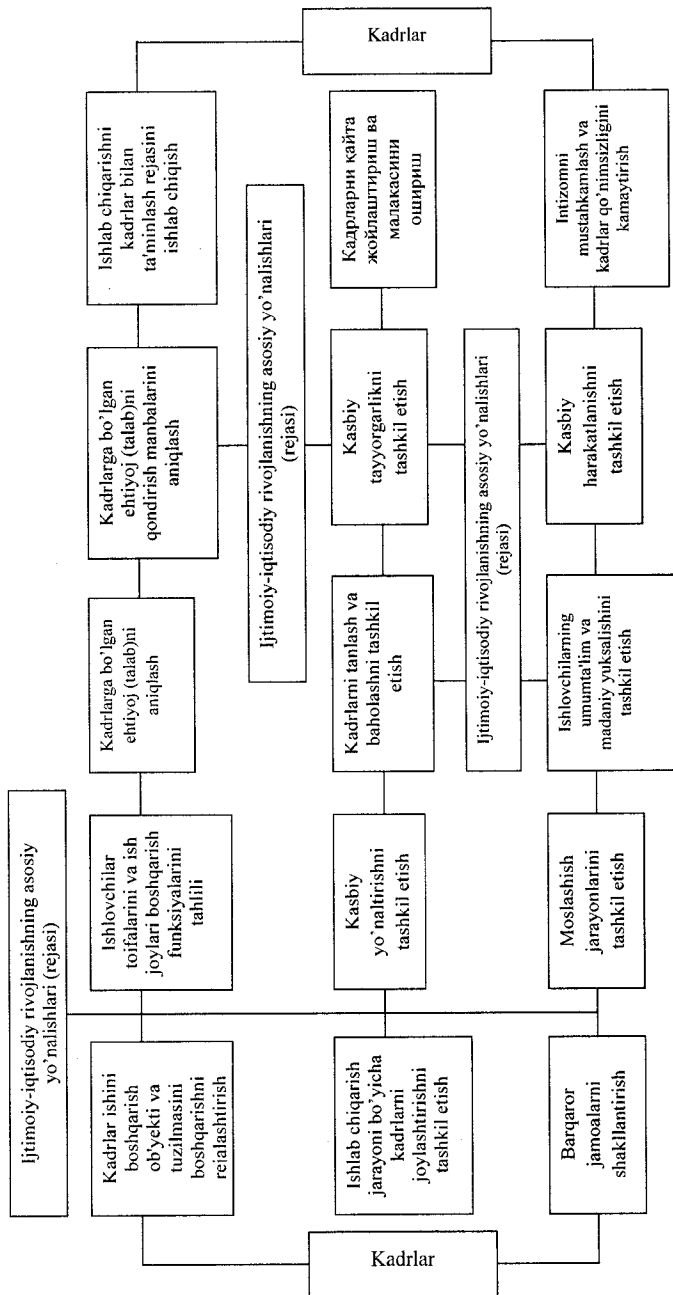 Ijtimoiy-iqtisodiy rivojlanishning asosiy
yo’nalishlari (rejasi)
Kadrlar
Kadrlar ishini
boshqarish
ob'yekti va
tuzilmasini
boshqarishni
rejalashtirish
Ishlovchilar
toifalarini va ish
joylari boshqarish
funksiyalarini
tahlili
Kadrlarga bo’lgan
ehtiyoj (talab)ni
aniqlash
Kadrlarga bo’lgan
ehtiyoj (talab)ni
qondirish manbalarini
aniqlash
Ishlab chiqarishni
kadrlar bilan
ta'minlash rejasini
ishlab chiqish
Kadrlar
Ijtimoiy-iqtisodiy rivojlanishning asosiy yo’nalishlari
(rejasi)
Ishlab chiqarish
jarayoni bo’yicha
kadrlarni
joylashtirishni
tashkil etish
Kasbiy
yo’naltirishni
tashkil etish
Kadrlarni tanlash va
baholashni tashkil
etish
Kasbiy
tayyorgarlikni
tashkil etish
Кадрларни қайта
жойлаштириш ва
малакасини
ошириш
Ijtimoiy-iqtisodiy rivojlanishning asosiy yo’nalishlari
(rejasi)
Barqaror
jamoalarni
shakllantirish
Moslashish
jarayonlarini
tashkil etish
Ishlovchilarning
umumta'lim va
madaniy yuksalishini
tashkil etish
Kasbiy
harakatlanishni
tashkil etish
Intizomni
mustahkamlash va
kadrlar qo’nimsizligini
kamaytirish